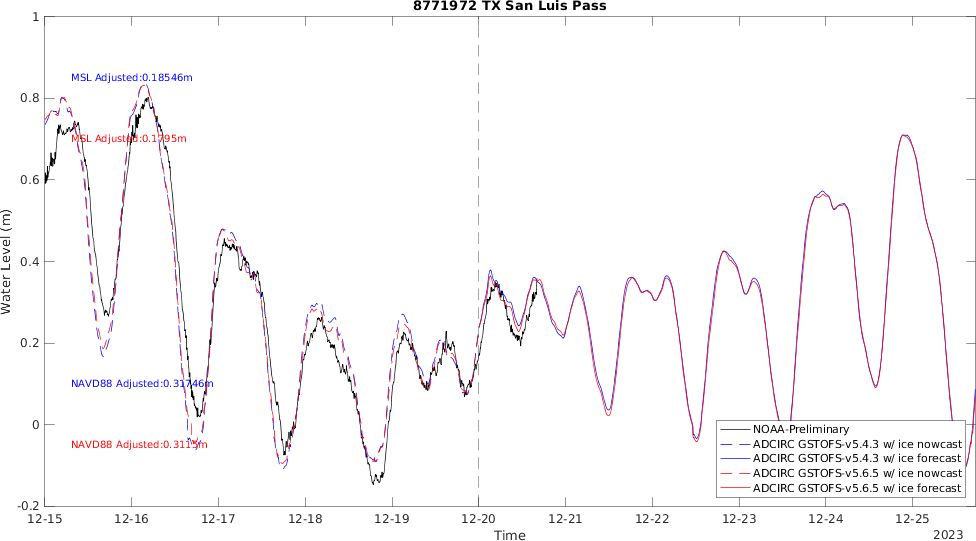 8771972 TX San Luis Pass
1
0.8
0.6
0.4
0.2
0
-0.2
Water Level (m)
MSL Adjusted:0.18546m
MSL Adjusted:0.1795m
NAVD88 Adjusted:0.31746m
NAVD88 Adjusted:0.3115m
NOAA-Preliminary
ADCIRC GSTOFS-v5.4.3 w/ ice nowcast
ADCIRC GSTOFS-v5.4.3 w/ ice forecast
ADCIRC GSTOFS-v5.6.5 w/ ice nowcast
ADCIRC GSTOFS-v5.6.5 w/ ice forecast
12-15 12-16 12-17 12-18 12-19 12-20 12-21 12-22 12-23 12-24 12-25
Time
2023